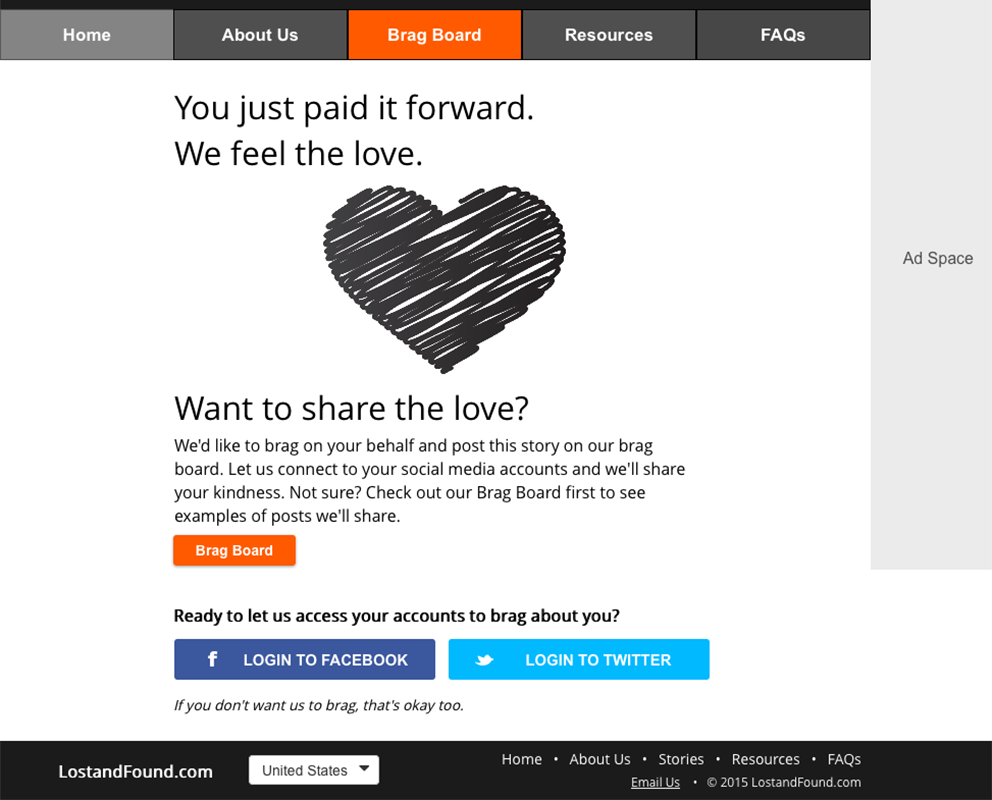 Home About Us Brag Board Resources FAQs
You just paid it forward.
We feel the love.
Ad Space
Want to share the love?
We'd like to brag on your behalf and post this story on our brag
board. Let us connect to your social media accounts and we'll share
your kindness. Not sure? Check out our Brag Board first to see
examples of posts we'll share.
Brag Board
Ready to let us access your accounts to brag about you?
f LOGIN TO FACEBOOK LOGIN TO TWITTER
If you don't want us to brag, that's okay too.
LostandFound.com United States
Home • About Us • Stories • Resources • FAQs
Email Us • © 2015 LostandFound.com